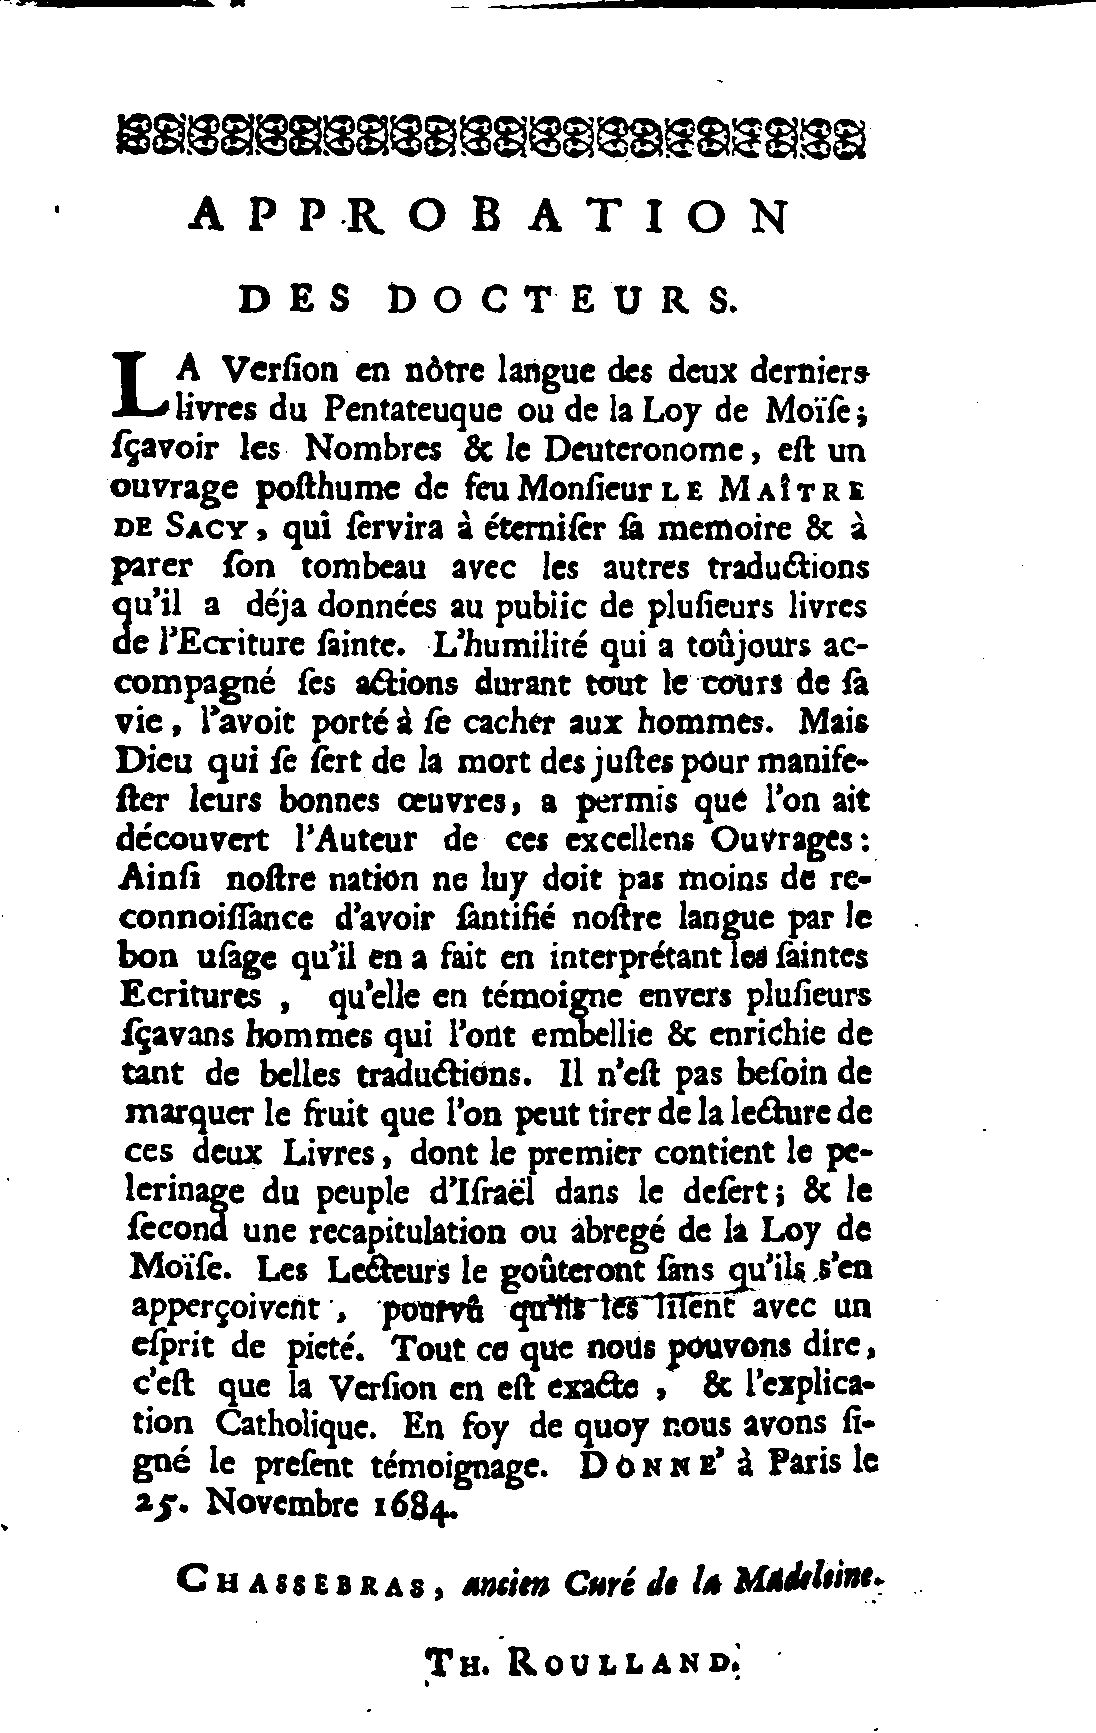 APPROBATION
DES DOCTEURS.
LA Verſion en nôtre langue des deux derniers
livres du Pentateuque ou de la Loy de Moïſe;
ſçavoir les Nombres & le Deuteronome, eſt un
ouvrage poſthume de feu Monſieur LE MAÎTRE
DE SACY, qui ſervira à éterniſer ſa memoire & à
parer ſon tombeau avec les autres traductions
qu'il a déja données au public de pluſieurs livres
de l'Ecriture ſainte. L'humilité qui a toûjours ac-
compagné ſes actions durant tout le cours de ſa
vie, l'avoit porté à ſe cacher aux hommes. Mais
Dieu qui ſe ſert de la mort des juſtes pour manife-
ſter leurs bonnes œuvres, a permis que l'on ait
découvert l'Auteur de ces excellens Ouvrages:
Ainſi noſtre nation ne luy doit pas moins de re-
connoiſſance d'avoir ſantifié noſtre langue par le
bon uſage qu'il en a fait en interprétant les ſaintes
Ecritures, qu'elle en témoigne envers pluſieurs
ſçavans hommes qui l'ont embellie & enrichie de
tant de belles traductions. Il n'eſt pas beſoin de
marquer le fruit que l'on peut tirer de la lecture de
ces deux Livres, dont le premier contient le pe-
lerinage du peuple d'Iſraël dans le deſert; & le
ſecond une recapitulation ou abregé de la Loy de
Moïſe. Les Lecteurs le goûteront ſans qu'ils s'en
apperçoivent, pourvû qu'ils les liſent avec un
eſprit de pieté. Tout ce que nous pouvons dire,
c'eſt que la Verſion en eſt exacte, & l'explica-
tion Catholique. En foy de quoy nous avons ſi-
gné le preſent témoignage. DONNE' à Paris le
25. Novembre 1684.
CHASSEBRAS, ancien Curé de la Madeleine.
TH. ROULLAND.